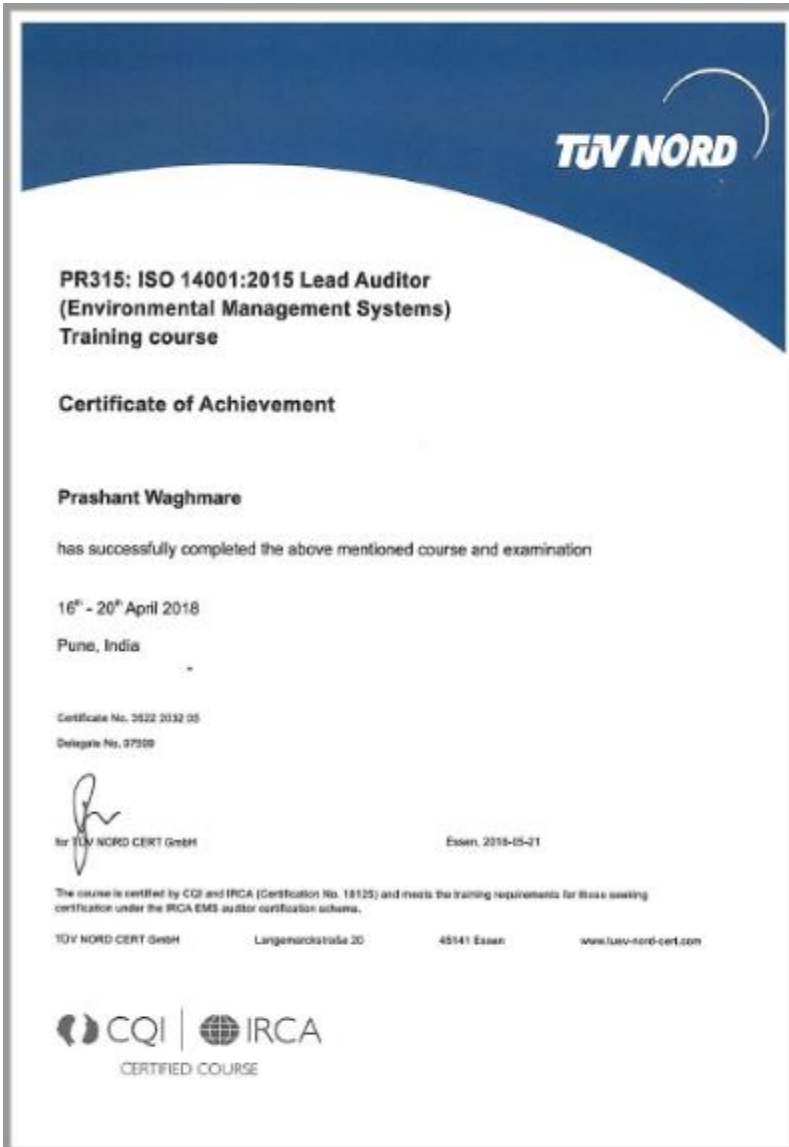 TÜV NORD
PR315: ISO 14001:2015 Lead Auditor
(Environmental Management Systems)
Training course
Certificate of Achievement
Prashant Waghmare
has successfully completed the above mentioned course and examination
16th - 20th April 2018
Pune, India
Certificate No. 3522 2032 05
Delegate No.
for TÜV NORD CERT GmbH
Essen, 2018-05-21
The course is certified by CQI and IRCA (Certification No. 18125) and meets the training requirements for those seeking
certification under the IRCA EMS auditor certification scheme.
TÜV NORD CERT GmbH Langemarckstraße 20 45141 Essen www.tuev-nord-cert.com
CQI IRCA
CERTIFIED COURSE